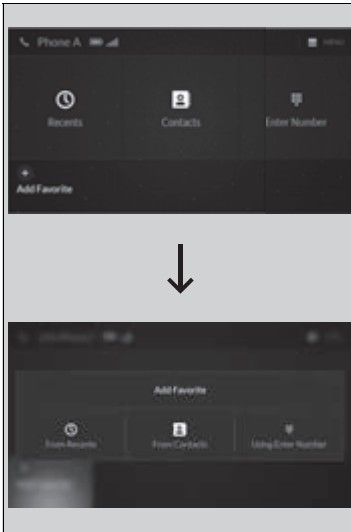 Phone A
MENU
Recents
Contacts
Enter Number
Add Favorite
Add Favorite
From Recents
From Contacts
Using Enter Number